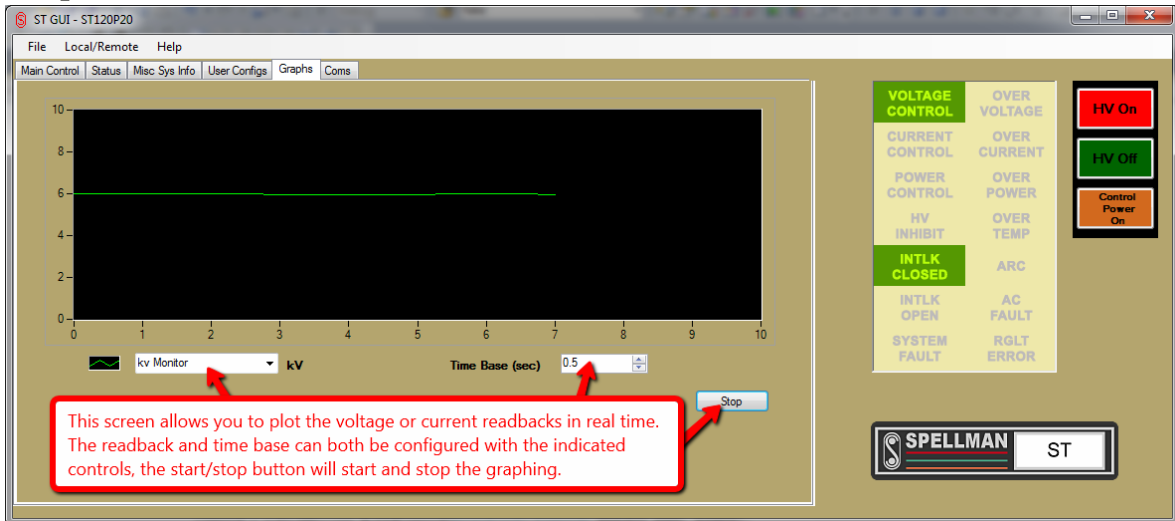 ST GUI - ST120P20
File Local/Remote Help
Main Control Status Misc Sys Info User Configs Graphs Coms
10
8
6
4
2
0
0 1 2 3 4 5 6 7 8 9 10
kv Monitor kV Time Base (sec) 0.5
Stop
This screen allows you to plot the voltage or current readbacks in real time.
The readback and time base can both be configured with the indicated
controls, the start/stop button will start and stop the graphing.
VOLTAGE CONTROL
OVER VOLTAGE
CURRENT CONTROL
OVER CURRENT
POWER CONTROL
OVER POWER
HV INHIBIT
OVER TEMP
INTLK CLOSED
ARC
INTLK OPEN
AC FAULT
SYSTEM FAULT
RGLT ERROR
HV On
HV Off
Control
Power
On
SPELLMAN ST